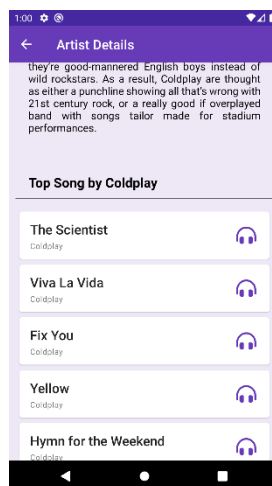 1:00
Artist Details
they're good-mannered English boys instead of
wild rockstars. As a result, Coldplay are thought
as either a punchline showing all that's wrong with
21st century rock, or a really good if overplayed
band with songs tailor made for stadium
performances.
Top Song by Coldplay
The Scientist
Coldplay
Viva La Vida
Coldplay
Fix You
Coldplay
Yellow
Coldplay
Hymn for the Weekend
Coldplay